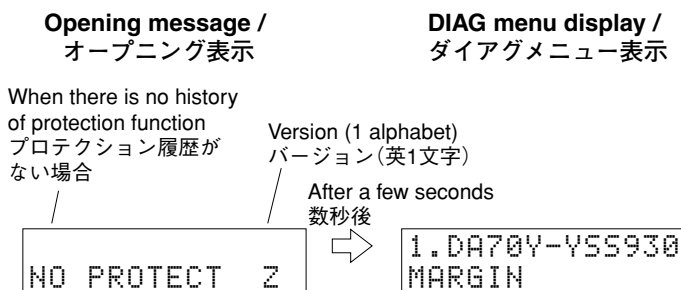 Opening message /
オープニング表示
DIAG menu display /
ダイアグメニュー表示
When there is no history
of protection function
プロテクション履歴が
ない場合
Version (1 alphabet)
バージョン(英1文字)
After a few seconds
数秒後
NO PROTECT Z
1.DA70Y-YSS930
MARGIN